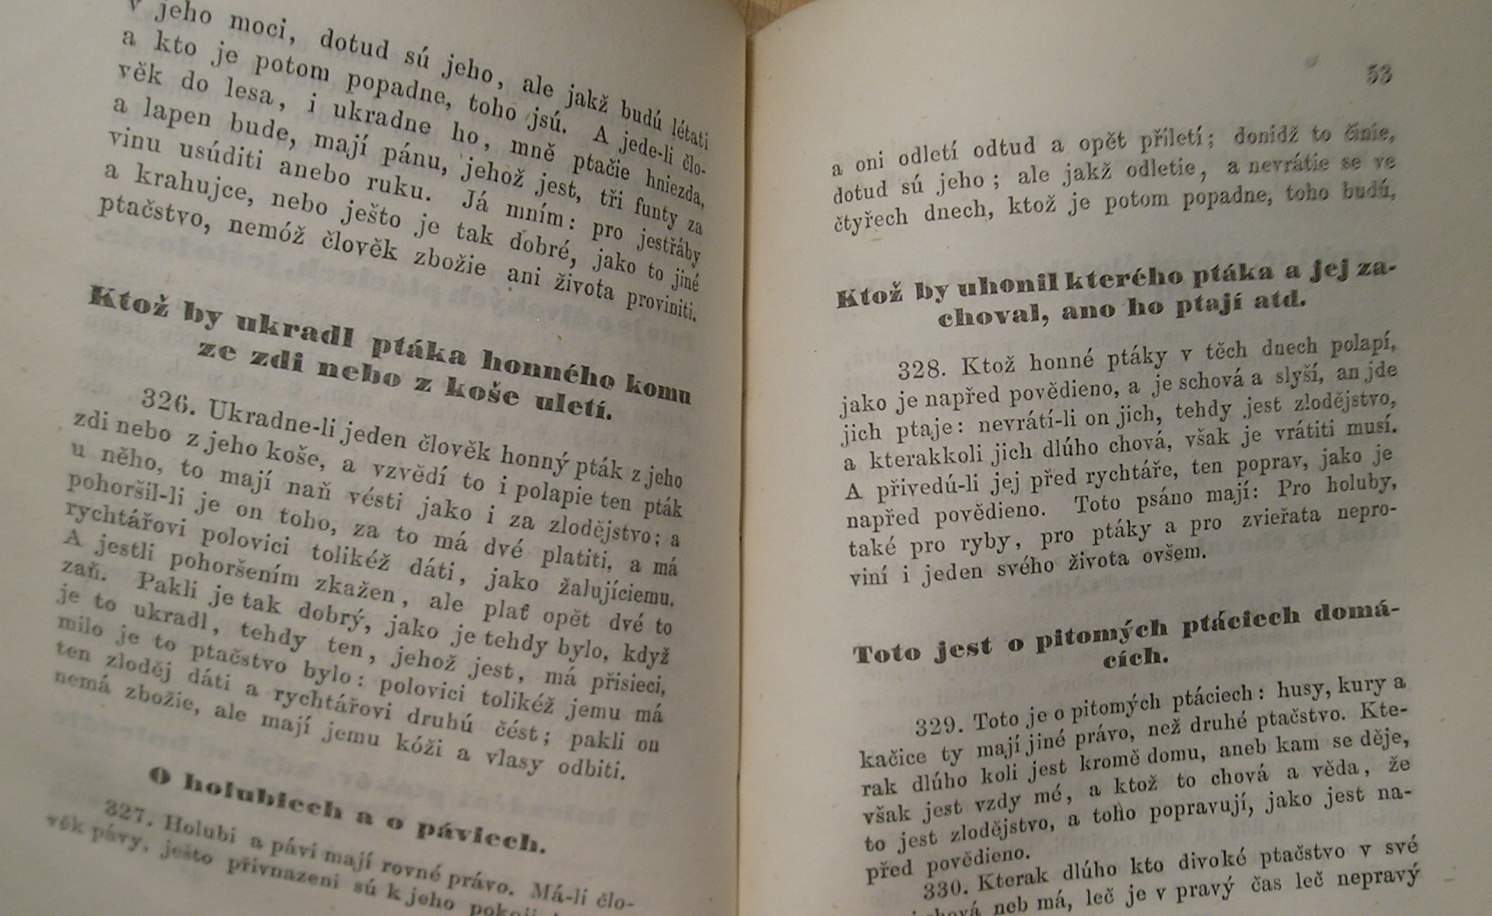 v jeho moci, dotud sú jeho, ale jakž budú létati
a kto je potom popadne, toho jsú. A jede-li člo-
věk do lesa, i ukradne ho, mně ptačie hniezda,
a lapen bude, mají pánu, jehož jest, tři funty za
vinu usúditi anebo ruku. Já mním: pro jestřáby
a krahujce, nebo ješto je tak dobré, jako to jiné
ptačstvo, nemóž člověk zbožie ani života proviniti.
Ktož by ukradl ptáka honného komu
ze zdi nebo z koše uletí.
326. Ukradne-li jeden člověk honný pták z jeho
zdi nebo z jeho koše, a vzvědí to i polapie ten pták
u něho, to mají naň vésti jako i za zlodějstvo; a
pohoršil-li je on toho, za to má dvé platiti, a má
rychtářovi polovici tolikéž dáti, jako žalujíciemu.
A jestli pohoršením zkažen, ale plať opět dvé to
zaň. Pakli je tak dobrý, jako je tehdy bylo, když
je to ukradl, tehdy ten, jehož jest, má přisieci,
milo je to ptačstvo bylo: polovici tolikéž jemu má
ten zloděj dáti a rychtářovi druhú čést; pakli on
nemá zbožie, ale mají jemu kóži a vlasy odbiti.
O holubiech a o páviech.
327. Holubi a pávi mají rovné právo. Má-li člo-
věk pávy, ješto přivnazeni sú k jeho
53
a oni odletí odtud a opět příletí; donidž to činie,
dotud sú jeho; ale jakž odletie, a nevrátie se ve
čtyřech dnech, ktož je potom popadne, toho budú,
Ktož by uhonil kterého ptáka a jej za-
choval, ano ho ptají atd.
328. Ktož honné ptáky v těch dnech polapí,
jako je napřed povědieno, a je schová a slyší, an jde
jich ptaje: nevrátí-li on jich, tehdy jest zlodějstvo,
a kterakkoli jich dlúho chová, však je vrátiti musí.
A přivedú-li jej před rychtáře, ten poprav, jako je
napřed povědieno. Toto psáno mají: Pro holuby,
také pro ryby, pro ptáky a pro zvieřata nepro-
viní i jeden svého života ovšem.
Toto jest o pitomých ptáciech domá-
cích.
329. Toto je o pitomých ptáciech: husy, kury a
kačice ty mají jiné právo, než druhé ptačstvo. Kte-
rak dlúho koli jest kromě domu, aneb kam se děje,
však jest vzdy mé, a ktož to chová a věda, že
to jest zlodějstvo, a toho popravují, jako jest na-
před povědieno.
330. Kterak dlúho kto divoké ptačstvo v své
neb má, leč je v pravý čas leč nepravý